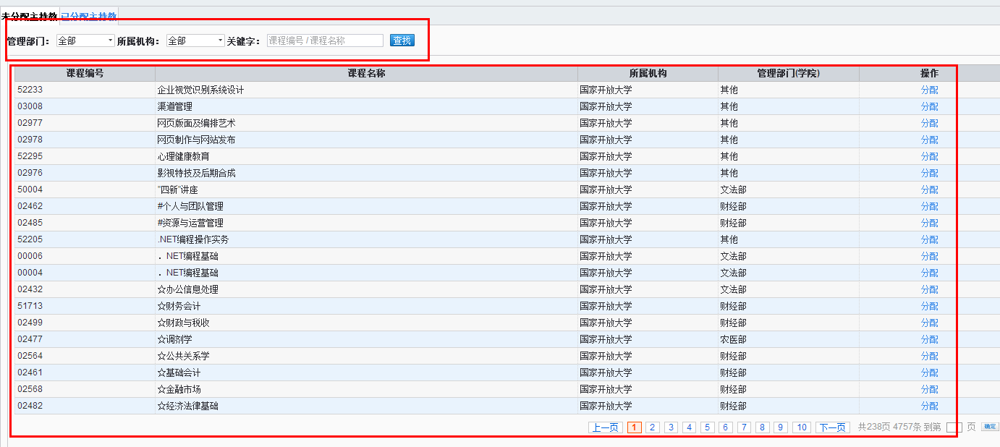 未分配主持教 已分配主持教
管理部门： 全部 所属机构： 全部 关键字： 课程编号 / 课程名称 查找
课程编号 课程名称 所属机构 管理部门(学院) 操作
52233 企业视觉识别系统设计 国家开放大学 其他 分配
03008 渠道管理 国家开放大学 其他 分配
02977 网页版面及编排艺术 国家开放大学 其他 分配
02978 网页制作与网站发布 国家开放大学 其他 分配
52295 心理健康教育 国家开放大学 其他 分配
02976 影视特技及后期合成 国家开放大学 其他 分配
50004 "四新"讲座 国家开放大学 文法部 分配
02462 #个人与团队管理 国家开放大学 财经部 分配
02485 #资源与运营管理 国家开放大学 财经部 分配
52205 .NET编程操作实务 国家开放大学 其他 分配
00006 ．NET编程基础 国家开放大学 文法部 分配
00004 ．NET编程基础 国家开放大学 文法部 分配
02432 ☆办公信息处理 国家开放大学 文法部 分配
51713 ☆财务会计 国家开放大学 财经部 分配
02499 ☆财政与税收 国家开放大学 财经部 分配
02477 ☆调剂学 国家开放大学 农医部 分配
02564 ☆公共关系学 国家开放大学 财经部 分配
02461 ☆基础会计 国家开放大学 财经部 分配
02568 ☆金融市场 国家开放大学 财经部 分配
02482 ☆经济法律基础 国家开放大学 财经部 分配
上一页 1 2 3 4 5 6 7 8 9 10 下一页 共238页 4757条 到第 页 确定